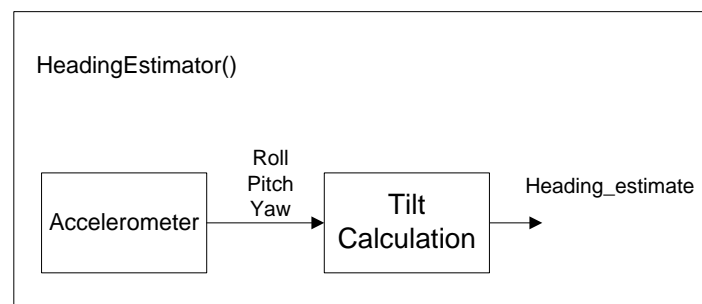 HeadingEstimator()
Accelerometer
Roll
Pitch
Yaw
Tilt
Calculation
Heading_estimate